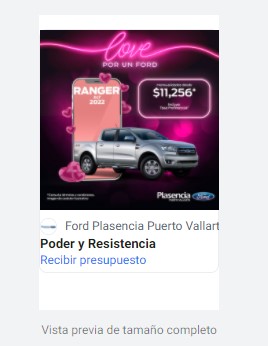 love
POR UN FORD
RANGER
2022
$11,256*
Plasencia
Ford
Ford Plasencia Puerto Vallart
Poder y Resistencia
Recibir presupuesto
Vista previa de tamaño completo